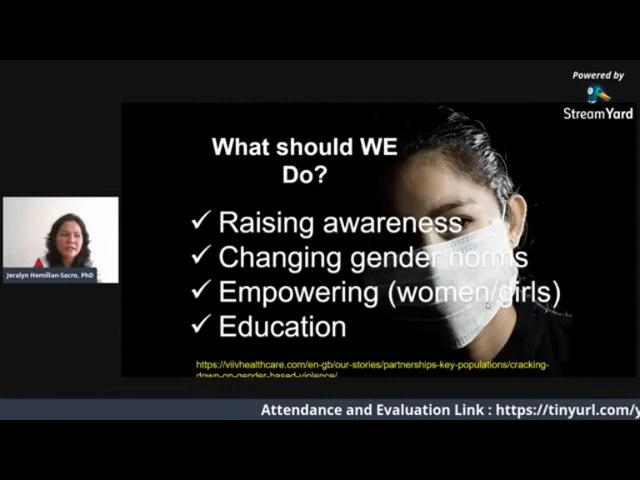 Powered by
StreamYard
What should WE
Do?
✓ Raising awareness
✓ Changing gender norms
✓ Empowering (women/girls)
✓ Education
https://viivhealthcare.com/en-gb/our-stories/partnerships-key-populations/cracking-
down-on-gender-based-violence/
Jeralyn Hemillan-Sacro, PhD
Attendance and Evaluation Link : https://tinyurl.com/y